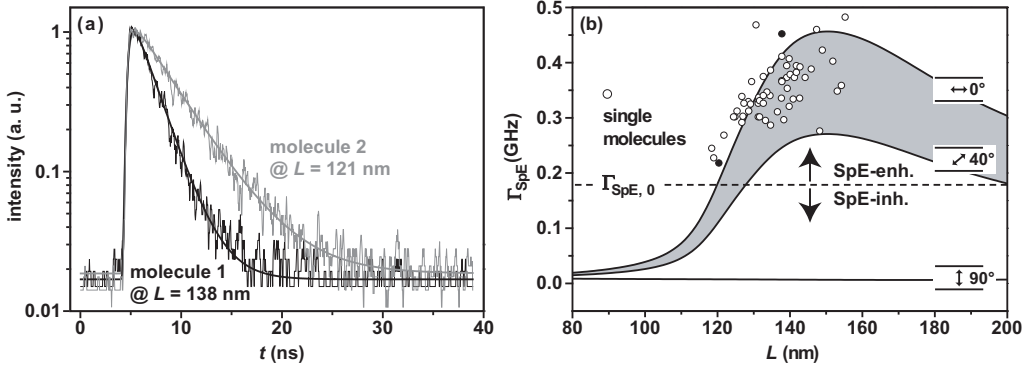 (a)
1
0.1
0.01
intensity (a. u.)
molecule 2
@ L = 121 nm
molecule 1
@ L = 138 nm
0 10 20 30 40
t (ns)
(b)
0.5
0.4
0.3
0.2
0.1
0.0
Γ_SpE (GHz)
single
molecules
Γ_SpE, 0
↔ 0°
⤢ 40°
SpE-enh.
SpE-inh.
↕ 90°
80 100 120 140 160 180 200
L (nm)